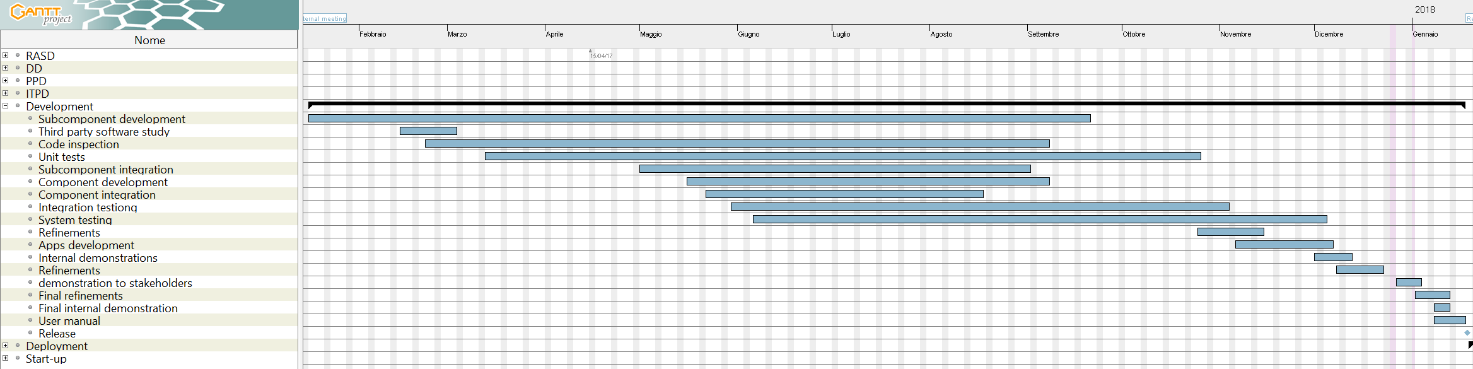 GANTT
project
2018
ternal meeting
Febbraio Marzo Aprile Maggio Giugno Luglio Agosto Settembre Ottobre Novembre Dicembre Gennaio
Nome
RASD
DD
PPD
ITPD
Development
Subcomponent development
Third party software study
Code inspection
Unit tests
Subcomponent integration
Component development
Component integration
Integration testiong
System testing
Refinements
Apps development
Internal demonstrations
Refinements
demonstration to stakeholders
Final refinements
Final internal demonstration
User manual
Release
Deployment
Start-up